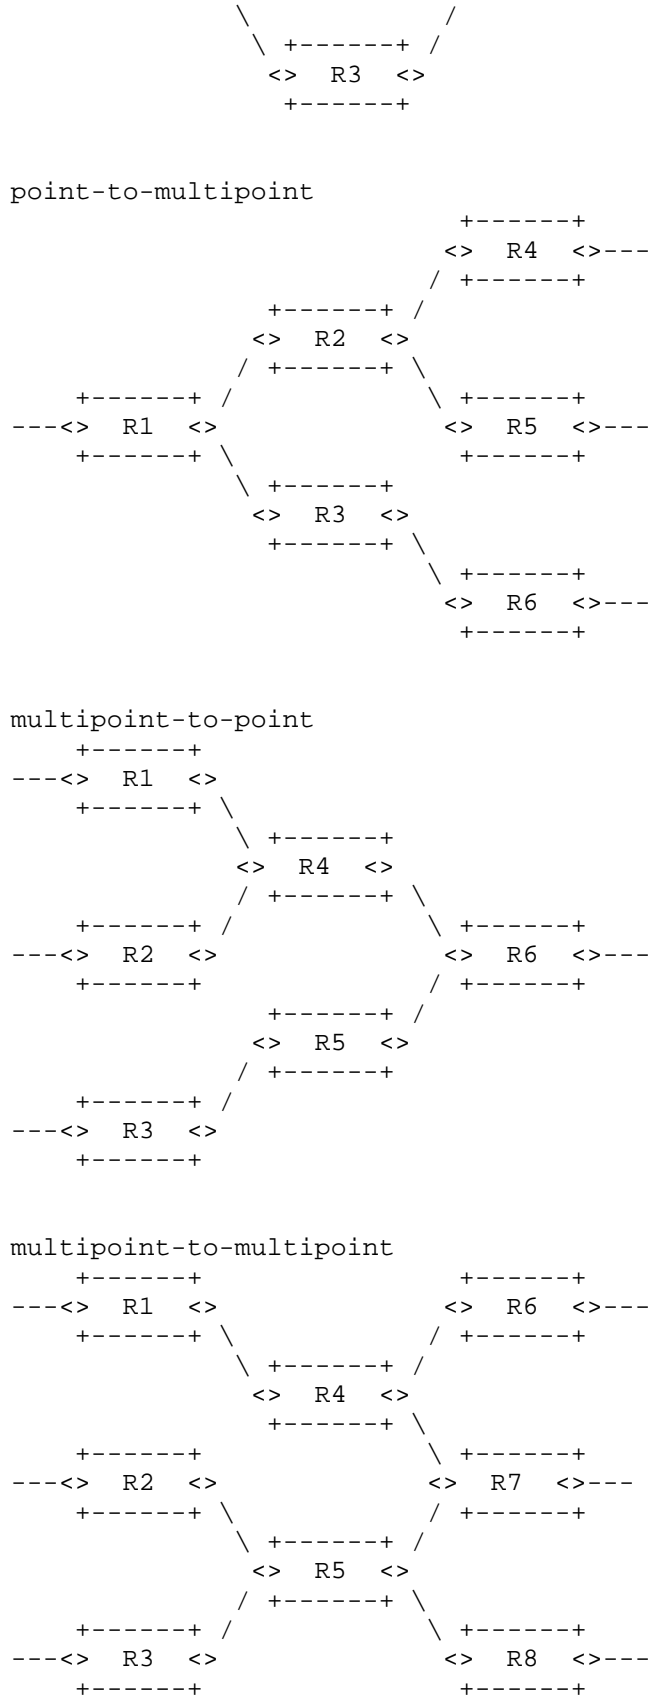 \                        /
                              \ +------+ /
                               <>  R3  <>
                                 +------+

point-to-multipoint
                                                        +------+
                                                      <>  R4  <>---
                                                     / +------+
                                +------+ /
                              <>  R2  <>
                             / +------+ \
        +------+ /                        \ +------+
---<>  R1  <>                            <>  R5  <>---
        +------+ \                          +------+
                    \ +------+
                     <>  R3  <>
                       +------+ \
                                  \ +------+
                                   <>  R6  <>---
                                     +------+

multipoint-to-point
        +------+
---<>  R1  <>
        +------+ \
                    \ +------+
                    <>  R4  <>
                    / +------+ \
        +------+ /                \ +------+
---<>  R2  <>                     <>  R6  <>---
        +------+                    / +------+
                       +------+ /
                     <>  R5  <>
                    / +------+
        +------+ /
---<>  R3  <>
        +------+

multipoint-to-multipoint
        +------+                      +------+
---<>  R1  <>                     <>  R6  <>---
        +------+ \                  / +------+
                    \ +------+ /
                     <>  R4  <>
                       +------+ \
        +------+                  \ +------+
---<>  R2  <>                    <>  R7  <>---
        +------+ \                / +------+
                    \ +------+ /
                     <>  R5  <>
                    / +------+ \
        +------+ /                \ +------+
---<>  R3  <>                     <>  R8  <>---
        +------+                      +------+